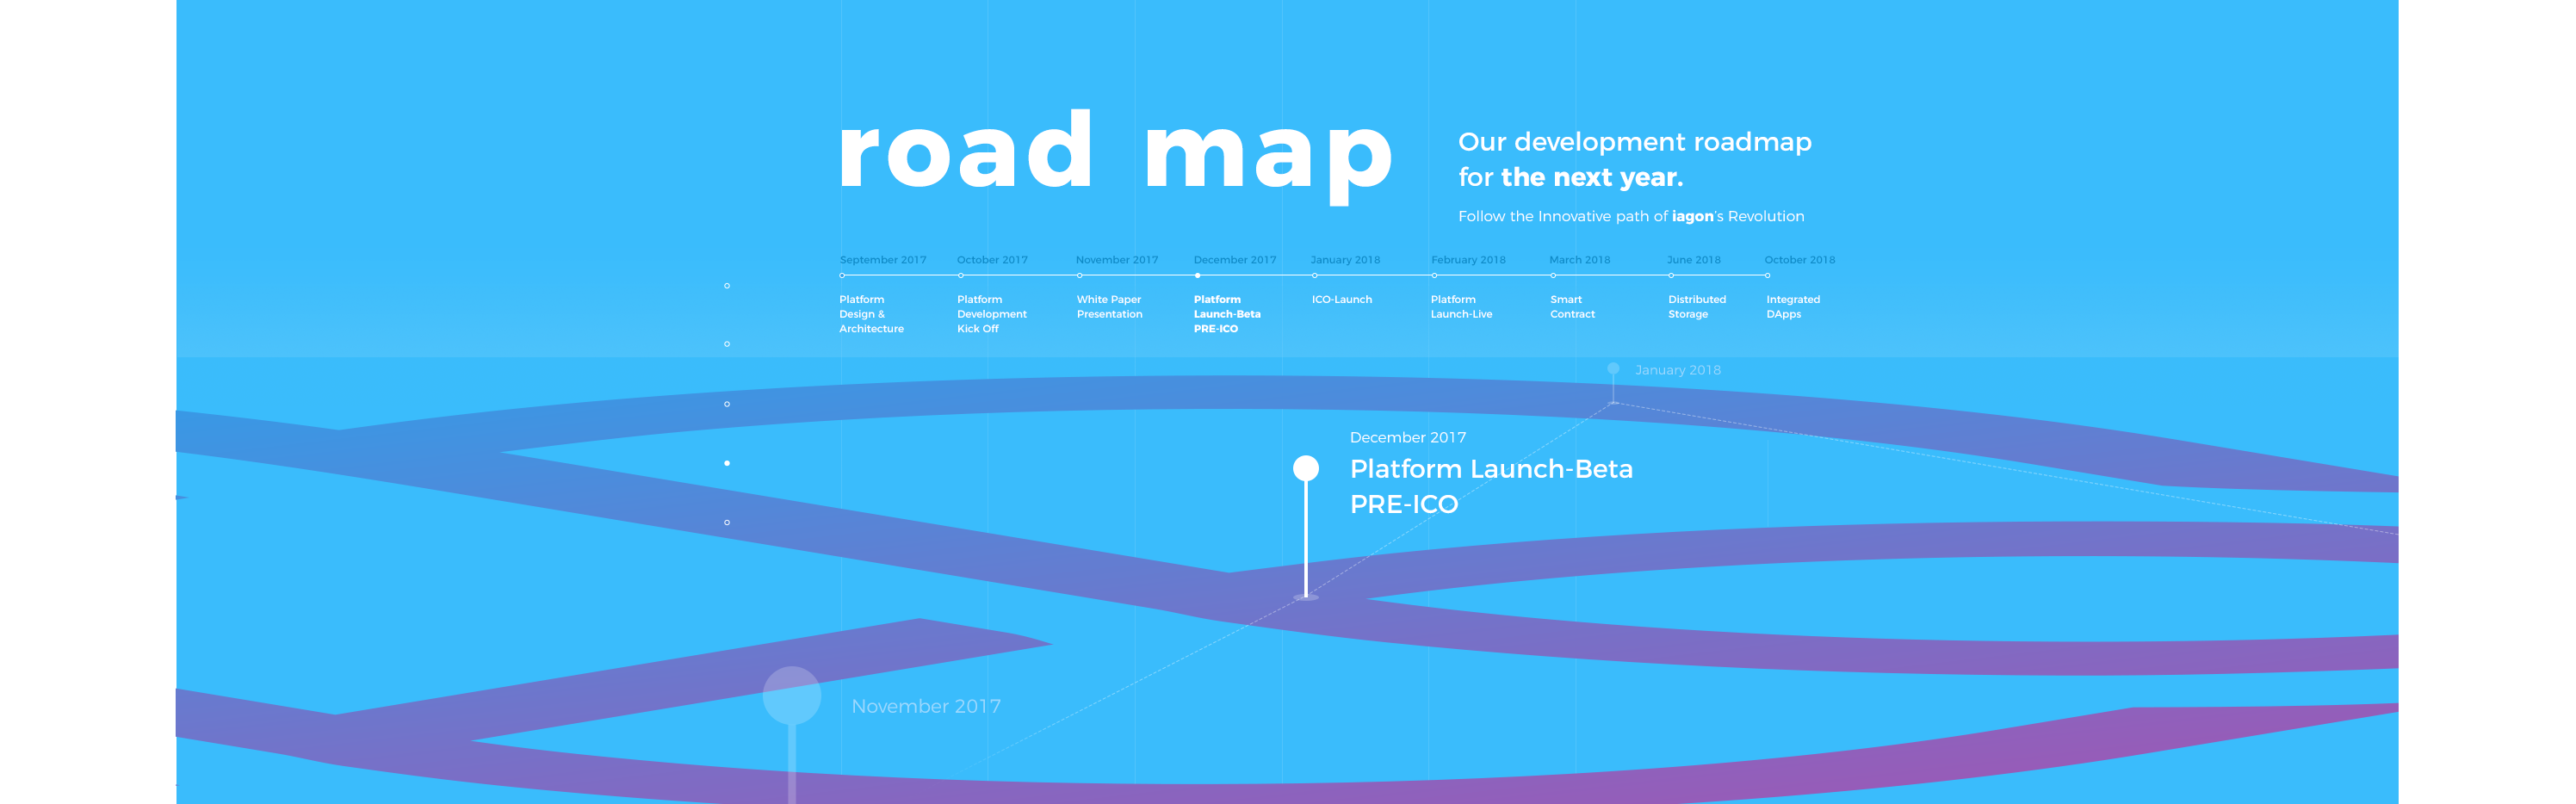 road map
Our development roadmap
for the next year.
Follow the Innovative path of iagon's Revolution
September 2017
October 2017
November 2017
December 2017
January 2018
February 2018
March 2018
June 2018
October 2018
Platform
Design &
Architecture
Platform
Development
Kick Off
White Paper
Presentation
Platform
Launch-Beta
PRE-ICO
ICO-Launch
Platform
Launch-Live
Smart
Contract
Distributed
Storage
Integrated
DApps
January 2018
December 2017
Platform Launch-Beta
PRE-ICO
November 2017